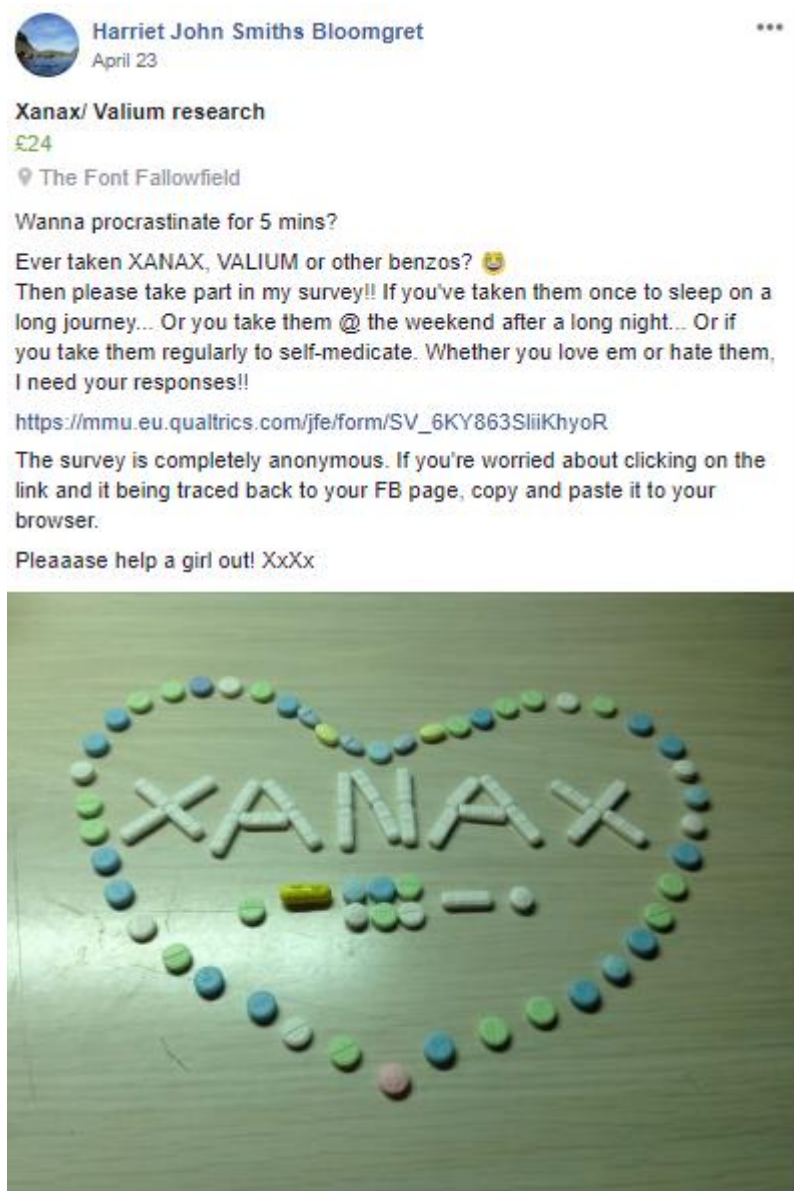 Harriet John Smiths Bloomgret
April 23
Xanax/ Valium research
£24
The Font Fallowfield
Wanna procrastinate for 5 mins?
Ever taken XANAX, VALIUM or other benzos?
Then please take part in my survey!! If you've taken them once to sleep on a
long journey... Or you take them @ the weekend after a long night... Or if
you take them regularly to self-medicate. Whether you love em or hate them,
I need your responses!!
https://mmu.eu.qualtrics.com/jfe/form/SV_6KY863SliiKhyoR
The survey is completely anonymous. If you're worried about clicking on the
link and it being traced back to your FB page, copy and paste it to your
browser.
Pleaaase help a girl out! XxXx
XANAX